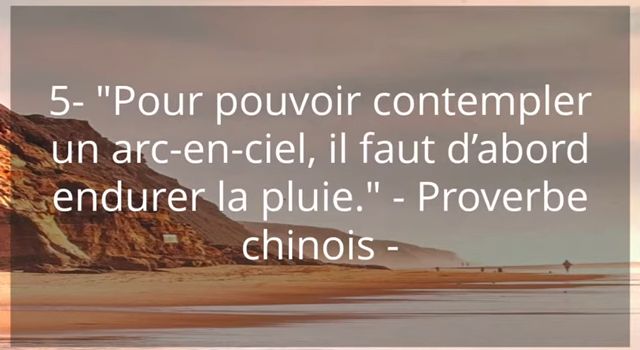 5- "Pour pouvoir contempler
un arc-en-ciel, il faut d’abord
endurer la pluie." - Proverbe
chinois -